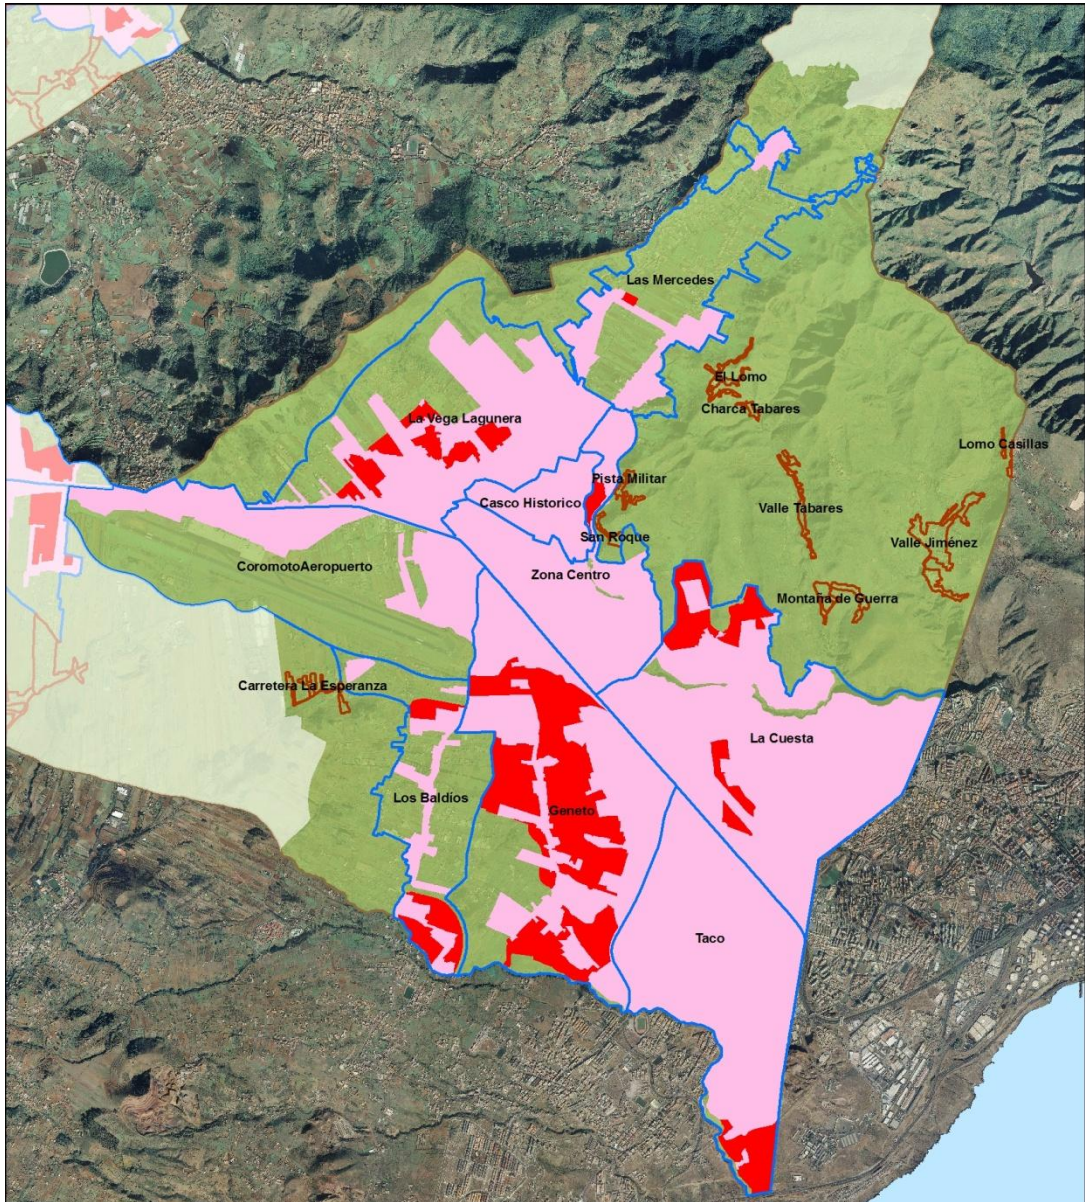 Las Mercedes
El Lomo
Charca Tabares
La Vega Lagunera
Lomo Casillas
Pista Militar
Casco Historico
Valle Tabares
San Roque
Valle Jiménez
CoromotoAeropuerto
Zona Centro
Montaña de Guerra
Carretera La Esperanza
La Cuesta
Los Baldíos
Geneto
Taco